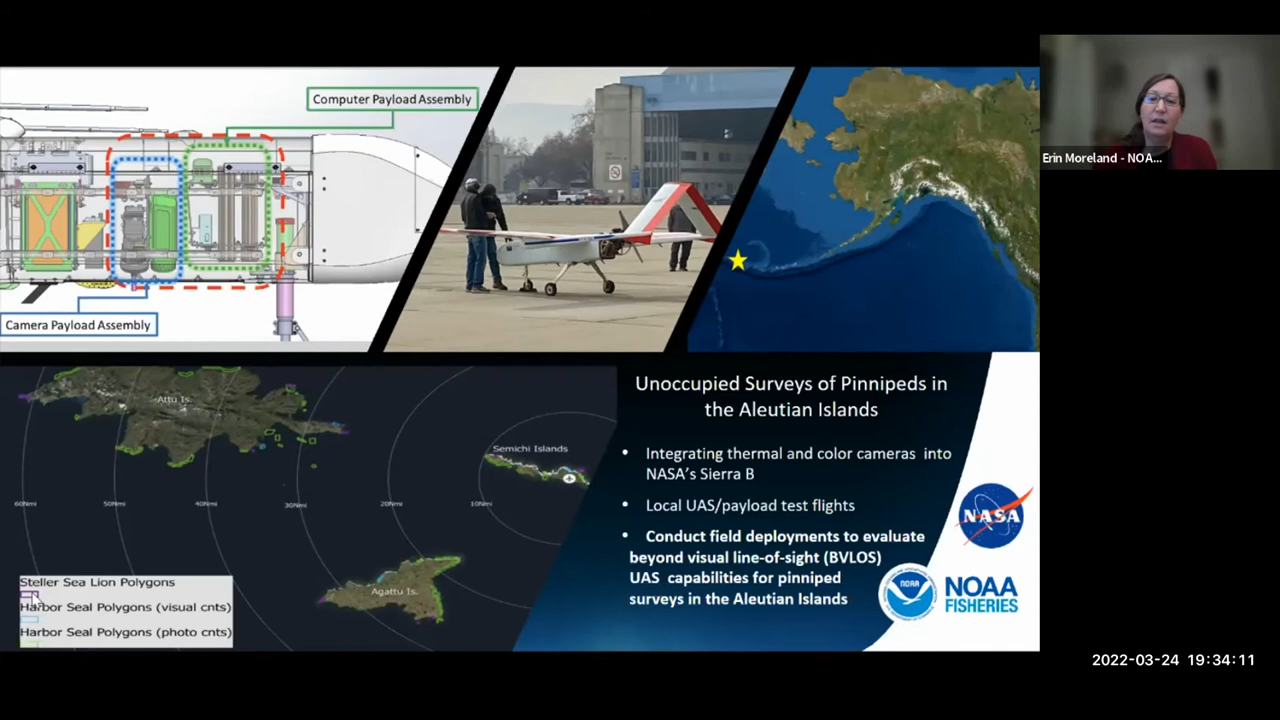 Computer Payload Assembly
Camera Payload Assembly
Erin Moreland - NOA...
Attu Is.
Semichi Islands
60Nmi
50Nmi
40Nmi
30Nmi
20Nmi
10Nmi
Agattu Is.
Steller Sea Lion Polygons
Harbor Seal Polygons (visual cnts)
Harbor Seal Polygons (photo cnts)
Unoccupied Surveys of Pinnipeds in
the Aleutian Islands
• Integrating thermal and color cameras into
NASA's Sierra B
• Local UAS/payload test flights
• Conduct field deployments to evaluate
beyond visual line-of-sight (BVLOS)
UAS capabilities for pinniped
surveys in the Aleutian Islands
NASA
NOAA
NOAA
FISHERIES
2022-03-24 19:34:11